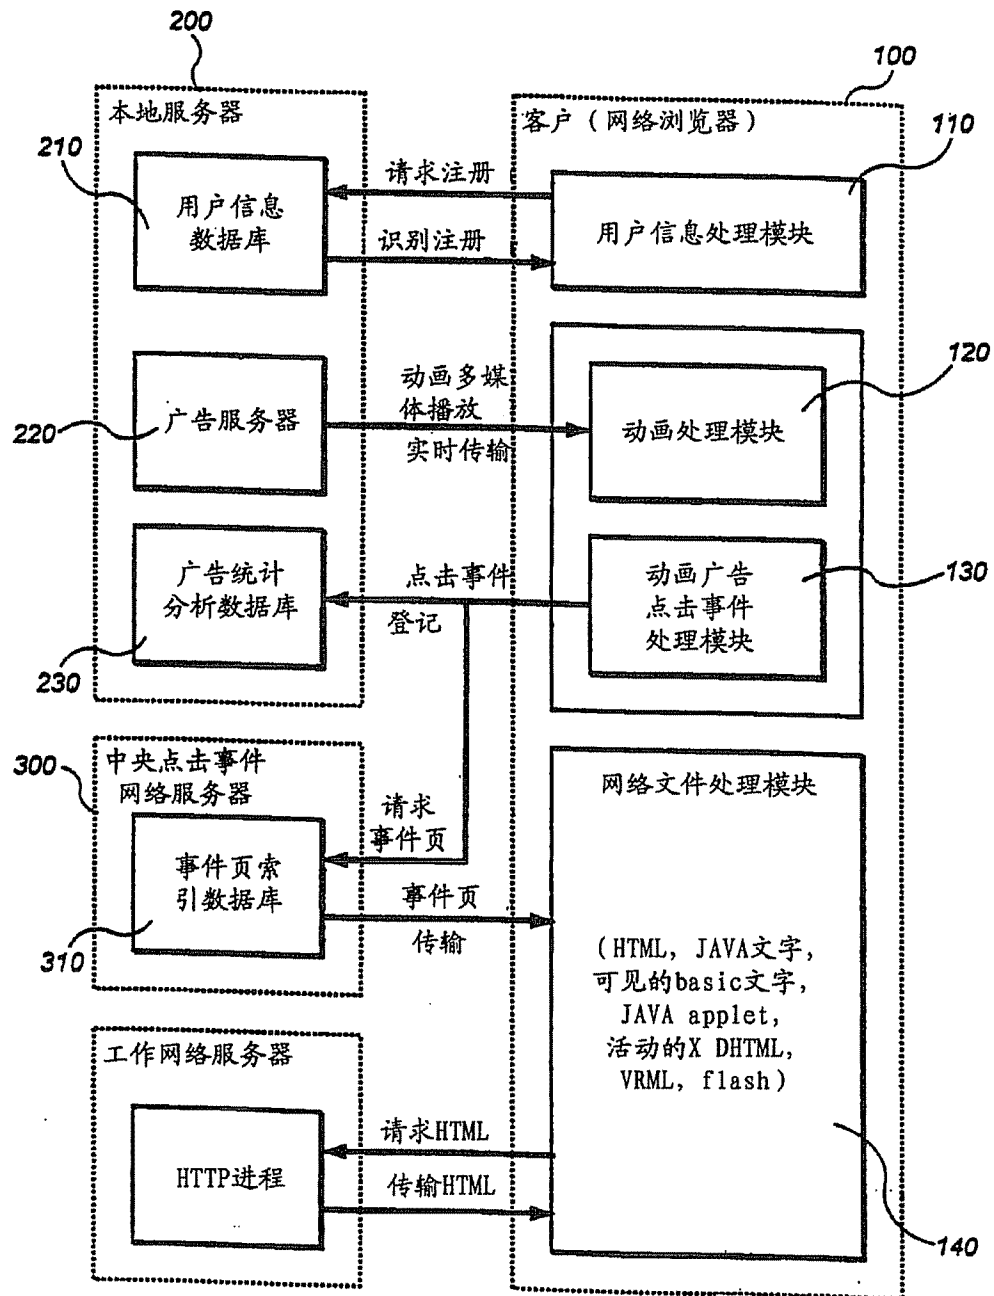 200
100
本地服务器
客户（网络浏览器）
110
210
请求注册
用户信息
数据库
用户信息处理模块
识别注册
120
动画多媒
体播放
广告服务器
动画处理模块
220
实时传输
广告统计
分析数据库
点击事件
登记
动画广告
点击事件
处理模块
130
230
300
中央点击事件
网络服务器
网络文件处理模块
请求
事件页
事件页索
引数据库
事件页
传输
310
（HTML, JAVA文字,
可见的basic文字,
JAVA applet,
活动的X DHTML,
VRML, flash）
工作网络服务器
请求HTML
HTTP进程
传输HTML
140